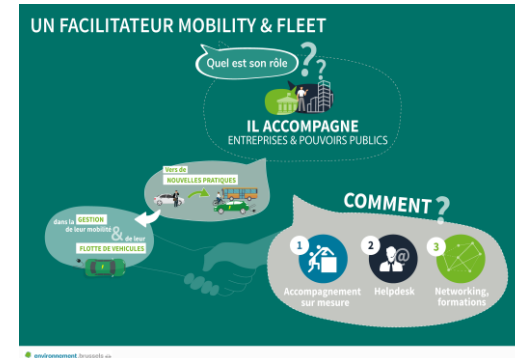 UN FACILITATEUR MOBILITY & FLEET
Quel est son rôle
??
IL ACCOMPAGNE
ENTREPRISES & POUVOIRS PUBLICS
Vers de
NOUVELLES PRATIQUES
dans la GESTION
de leur mobilité
& de leur
FLOTTE DE VEHICULES
COMMENT ?
1
2
3
Accompagnement
sur mesure
Helpdesk
Networking,
formations
environnement.brussels